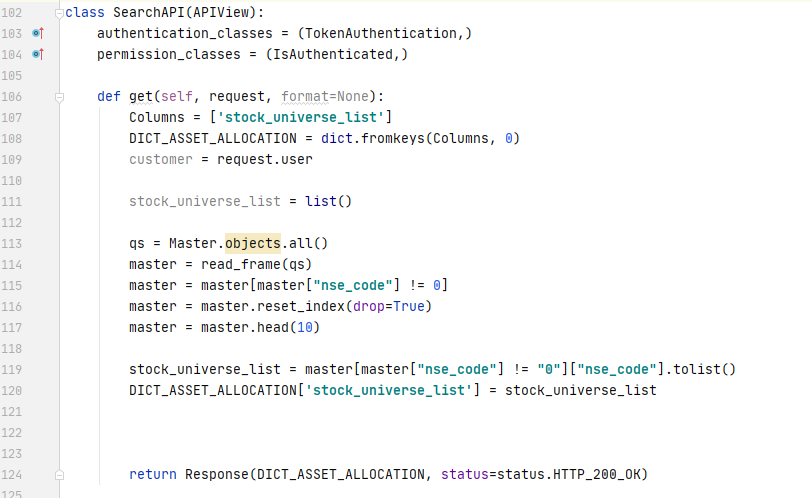 102 class SearchAPI(APIView):
103     authentication_classes = (TokenAuthentication,)
104     permission_classes = (IsAuthenticated,)
105
106     def get(self, request, format=None):
107         Columns = ['stock_universe_list']
108         DICT_ASSET_ALLOCATION = dict.fromkeys(Columns, 0)
109         customer = request.user
110
111         stock_universe_list = list()
112
113         qs = Master.objects.all()
114         master = read_frame(qs)
115         master = master[master["nse_code"] != 0]
116         master = master.reset_index(drop=True)
117         master = master.head(10)
118
119         stock_universe_list = master[master["nse_code"] != "0"]["nse_code"].tolist()
120         DICT_ASSET_ALLOCATION['stock_universe_list'] = stock_universe_list
121
122
123
124         return Response(DICT_ASSET_ALLOCATION, status=status.HTTP_200_OK)
125